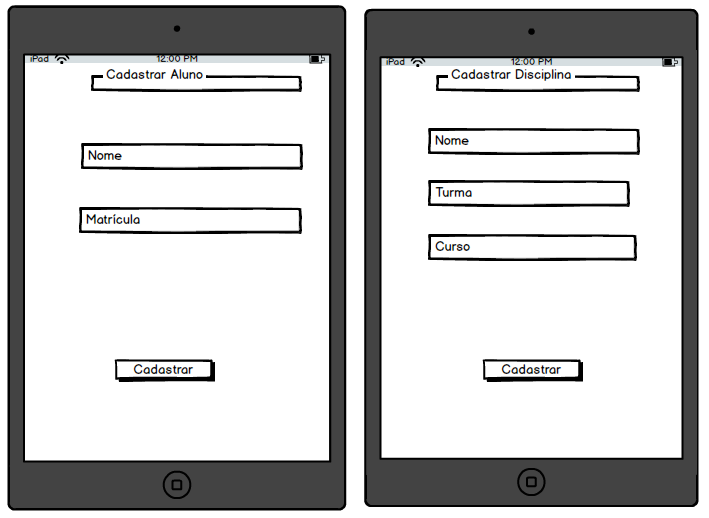 iPad 12:00 PM
Cadastrar Aluno
Nome
Matrícula
Cadastrar
iPad 12:00 PM
Cadastrar Disciplina
Nome
Turma
Curso
Cadastrar